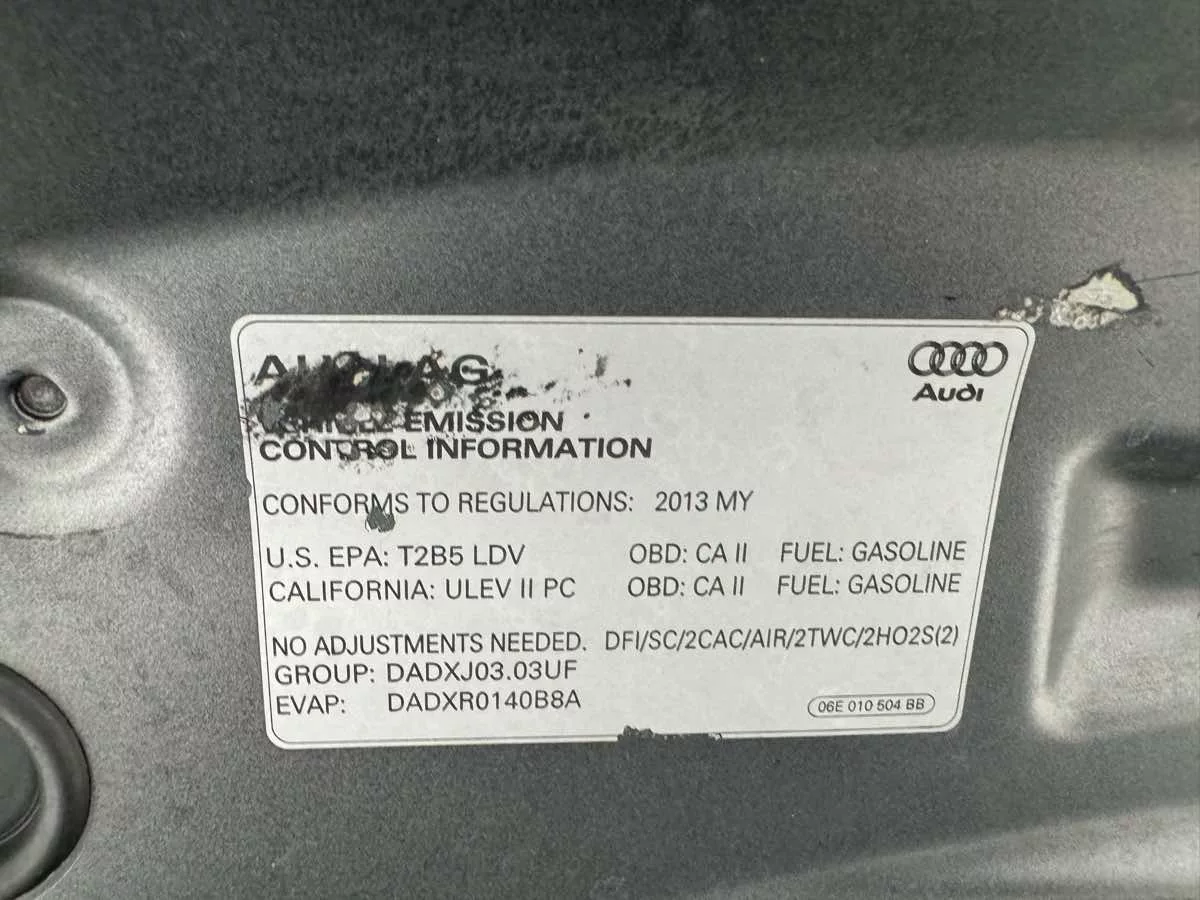 AUDI AG
Audi
VEHICLE EMISSION
CONTROL INFORMATION
CONFORMS TO REGULATIONS: 2013 MY
U.S. EPA: T2B5 LDV OBD: CA II FUEL: GASOLINE
CALIFORNIA: ULEV II PC OBD: CA II FUEL: GASOLINE
NO ADJUSTMENTS NEEDED. DFI/SC/2CAC/AIR/2TWC/2HO2S(2)
GROUP: DADXJ03.03UF
EVAP: DADXR0140B8A
06E 010 504 BB